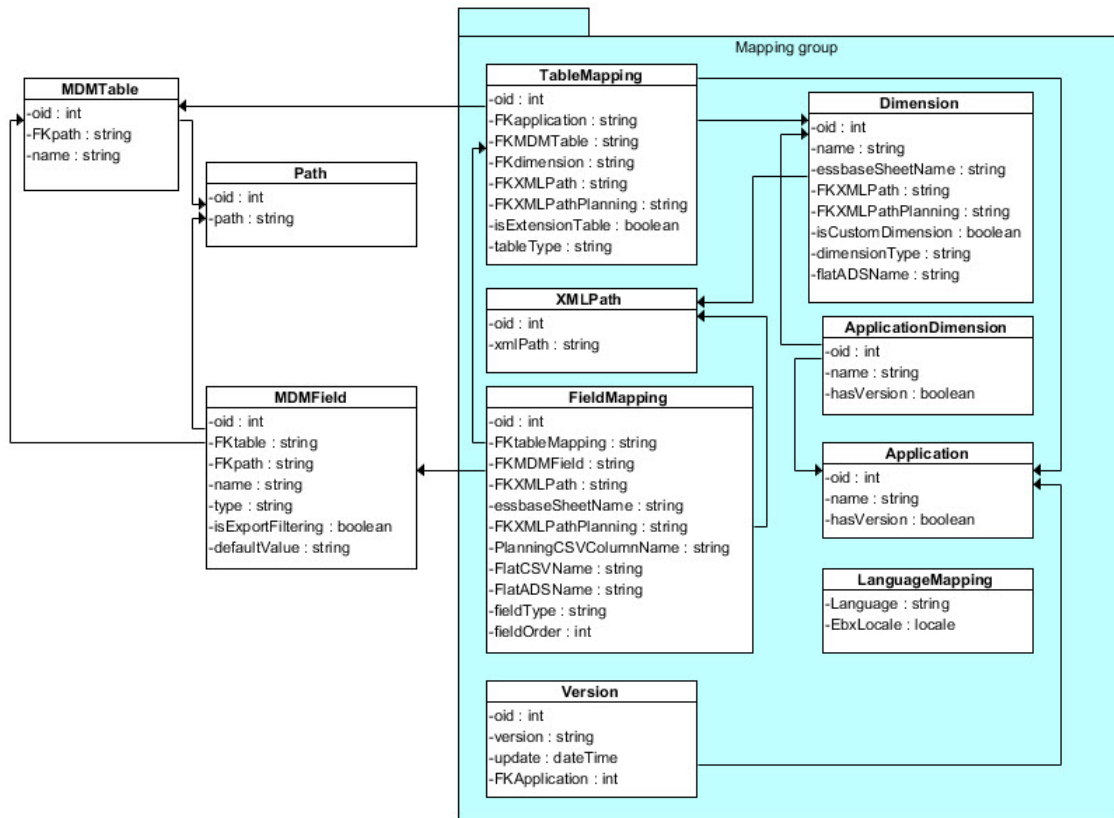 Mapping group
MDMTable
-oid : int
-FKpath : string
-name : string
Path
-oid : int
-path : string
MDMField
-oid : int
-FKtable : string
-FKpath : string
-name : string
-type : string
-isExportFiltering : boolean
-defaultValue : string
TableMapping
-oid : int
-FKapplication : string
-FKMDMTable : string
-FKdimension : string
-FKXMLPath : string
-FKXMLPathPlanning : string
-isExtensionTable : boolean
-tableType : string
XMLPath
-oid : int
-xmlPath : string
FieldMapping
-oid : int
-FKtableMapping : string
-FKMDMField : string
-FKXMLPath : string
-essbaseSheetName : string
-FKXMLPathPlanning : string
-PlanningCSVColumnName : string
-FlatCSVName : string
-FlatADSName : string
-fieldType : string
-fieldOrder : int
Version
-oid : int
-version : string
-update : dateTime
-FKApplication : int
Dimension
-oid : int
-name : string
-essbaseSheetName : string
-FKXMLPath : string
-FKXMLPathPlanning : string
-isCustomDimension : boolean
-dimensionType : string
-flatADSName : string
ApplicationDimension
-oid : int
-name : string
-hasVersion : boolean
Application
-oid : int
-name : string
-hasVersion : boolean
LanguageMapping
-Language : string
-EbxLocale : locale